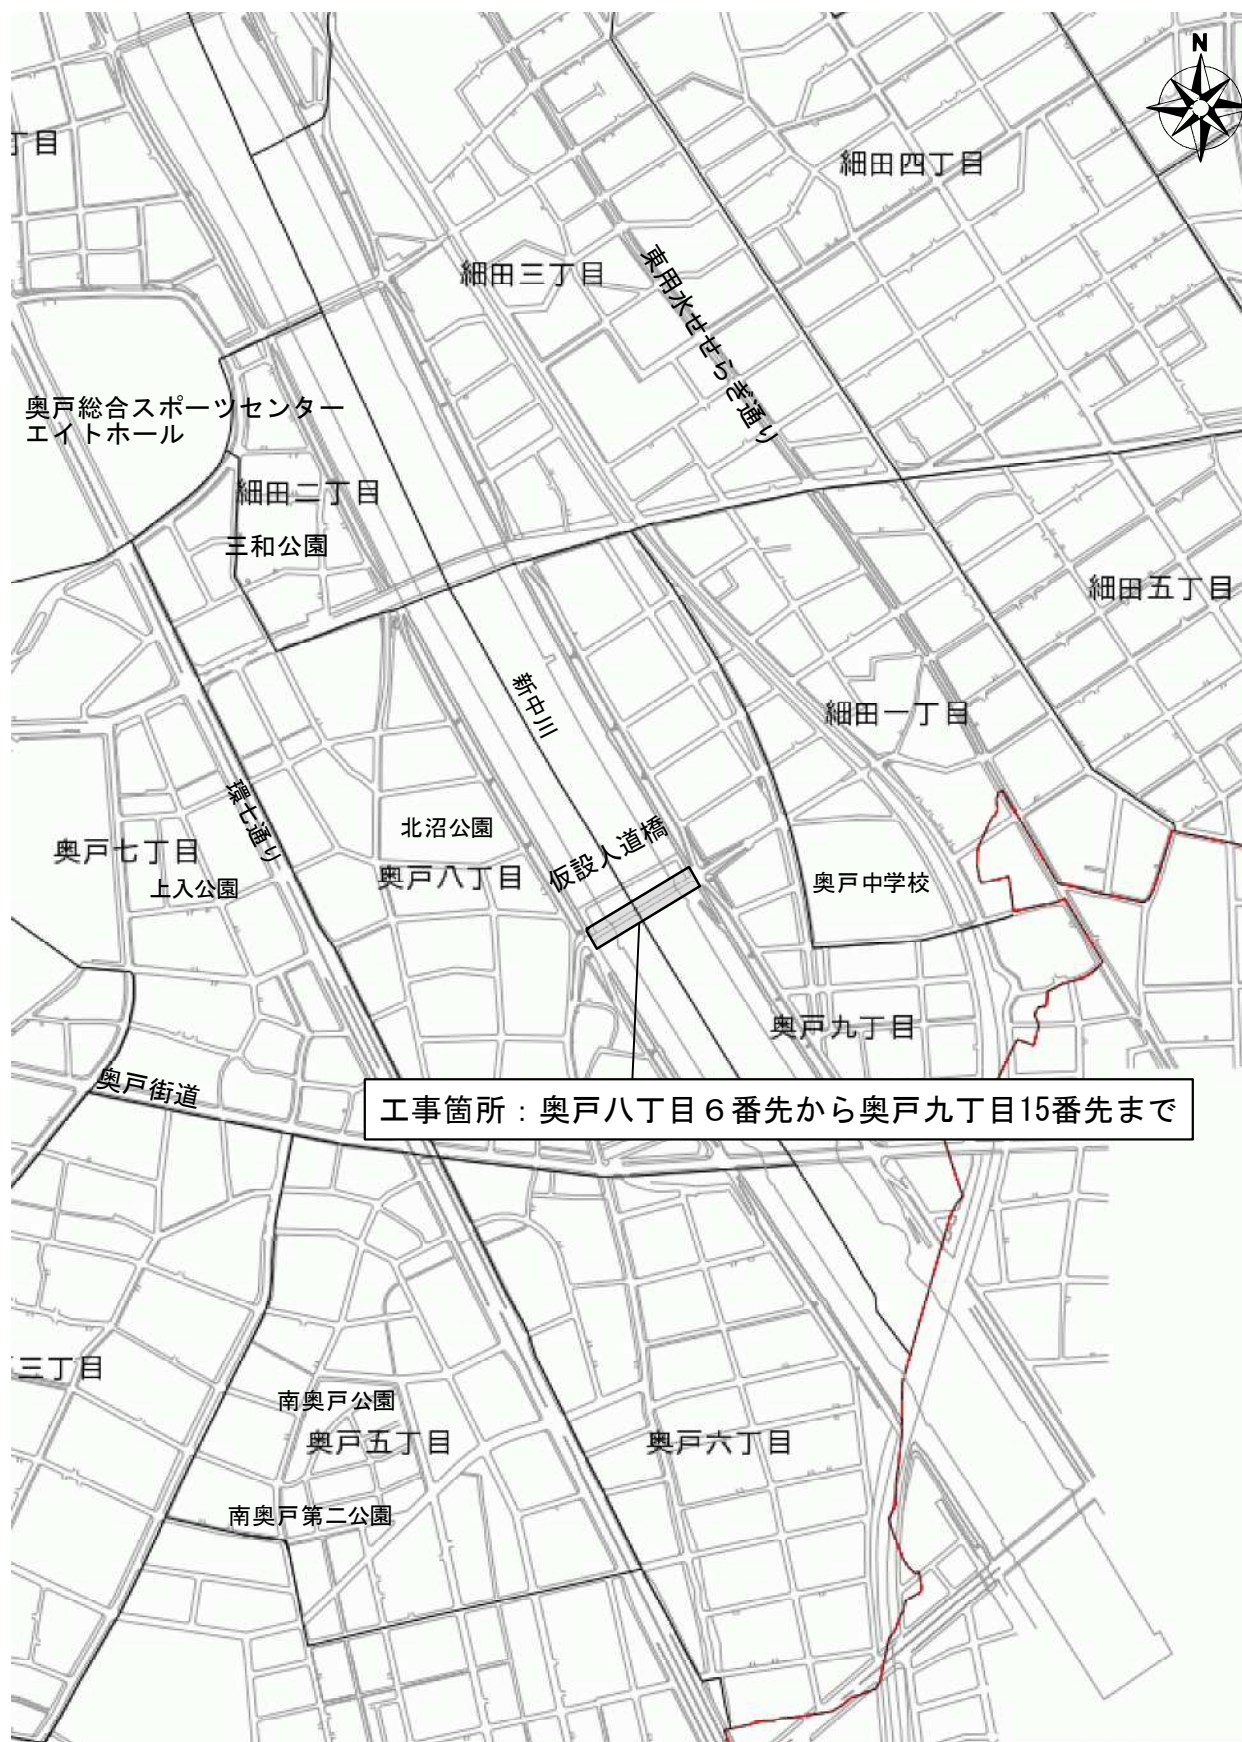 N
丁目
細田四丁目
細田三丁目
東用水せせらぎ通り
奥戸総合スポーツセンター
エイトホール
細田二丁目
三和公園
細田五丁目
新中川
細田一丁目
環七通り
北沼公園
仮設人道橋
奥戸七丁目
上入公園
奥戸八丁目
奥戸中学校
奥戸九丁目
奥戸街道
工事箇所：奥戸八丁目６番先から奥戸九丁目15番先まで
三丁目
南奥戸公園
奥戸五丁目
奥戸六丁目
南奥戸第二公園